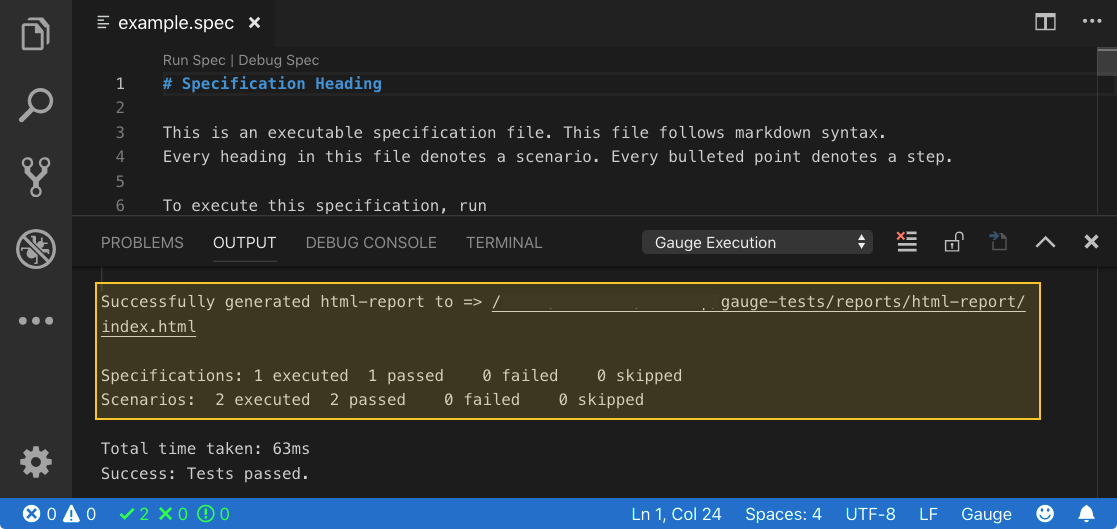 example.spec
Run Spec | Debug Spec
1 # Specification Heading
2
3 This is an executable specification file. This file follows markdown syntax.
4 Every heading in this file denotes a scenario. Every bulleted point denotes a step.
5
6 To execute this specification, run
PROBLEMS OUTPUT DEBUG CONSOLE TERMINAL Gauge Execution
Successfully generated html-report to => / gauge-tests/reports/html-report/
index.html
Specifications: 1 executed 1 passed 0 failed 0 skipped
Scenarios: 2 executed 2 passed 0 failed 0 skipped
Total time taken: 63ms
Success: Tests passed.
0 0 2 0 0 Ln 1, Col 24 Spaces: 4 UTF-8 LF Gauge